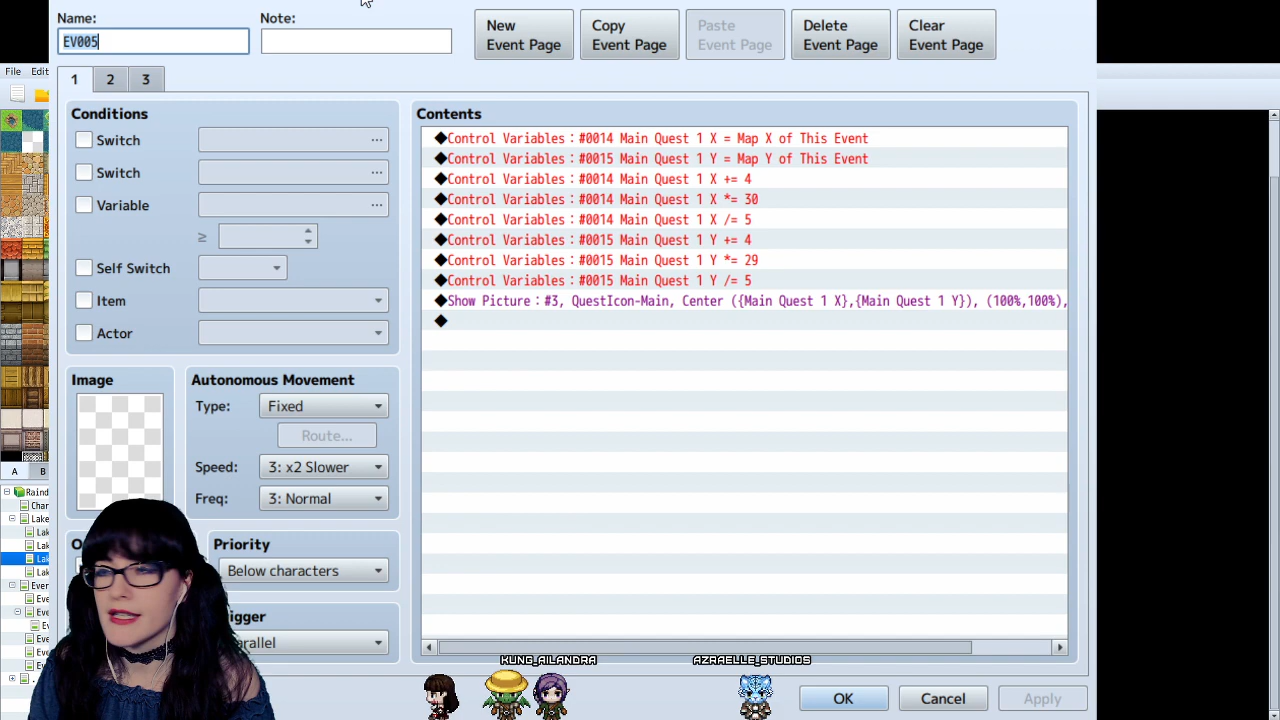 Name:
Note:
EV005
New Event Page
Copy Event Page
Paste Event Page
Delete Event Page
Clear Event Page
File Edit
1 2 3
Conditions
Switch ...
Switch ...
Variable ...
≥
Self Switch
Item
Actor
Image
Autonomous Movement
Type: Fixed
Route...
Speed: 3: x2 Slower
Freq: 3: Normal
Priority
Below characters
Contents
◆Control Variables：#0014 Main Quest 1 X = Map X of This Event
◆Control Variables：#0015 Main Quest 1 Y = Map Y of This Event
◆Control Variables：#0014 Main Quest 1 X += 4
◆Control Variables：#0014 Main Quest 1 X *= 30
◆Control Variables：#0014 Main Quest 1 X /= 5
◆Control Variables：#0015 Main Quest 1 Y += 4
◆Control Variables：#0015 Main Quest 1 Y *= 29
◆Control Variables：#0015 Main Quest 1 Y /= 5
◆Show Picture：#3, QuestIcon-Main, Center ({Main Quest 1 X},{Main Quest 1 Y}), (100%,100%),
◆
A B
KUNG_AILANDRA
AZRAELLE_STUDIOS
OK
Cancel
Apply